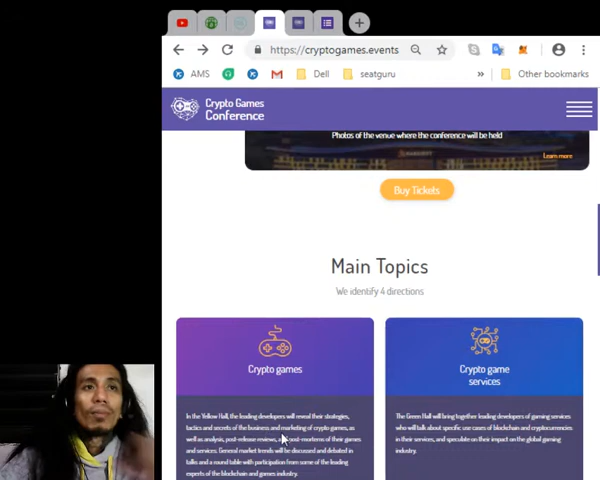 https://cryptogames.events
AMS
Dell
seatguru
»
Other bookmarks
Crypto Games
Conference
Photos of the venue where the conference will be held
Learn more
Buy Tickets
Main Topics
We identify 4 directions
Crypto games
Crypto game
services
In the Yellow Hall, the leading developers will reveal their strategies,
tactics and secrets of the business and marketing of crypto games, as
well as analysis, post-release reviews, and post-mortems of their games
and services. General market trends will be discussed and debated in
talks and a round table with participation from some of the leading
experts of the blockchain and games industry.
The Green Hall will bring together leading developers of gaming services
who will talk about specific use cases of blockchain and cryptocurrencies
in their services, and speculate on their impact on the global gaming
industry.